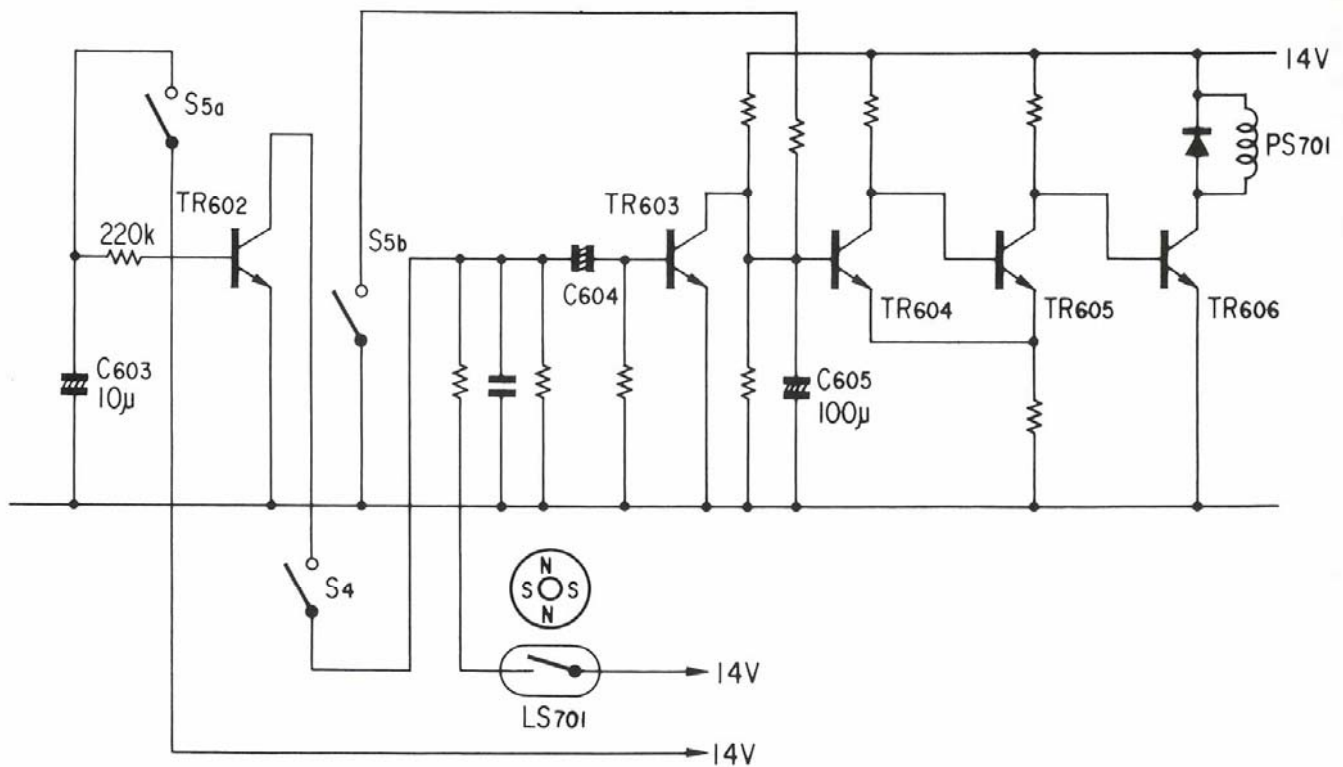 14V
S5a
PS701
TR602
TR603
220k
S5b
C604
TR604
TR605
TR606
C603
10μ
C605
100μ
N
S S
N
S4
14V
LS701
14V